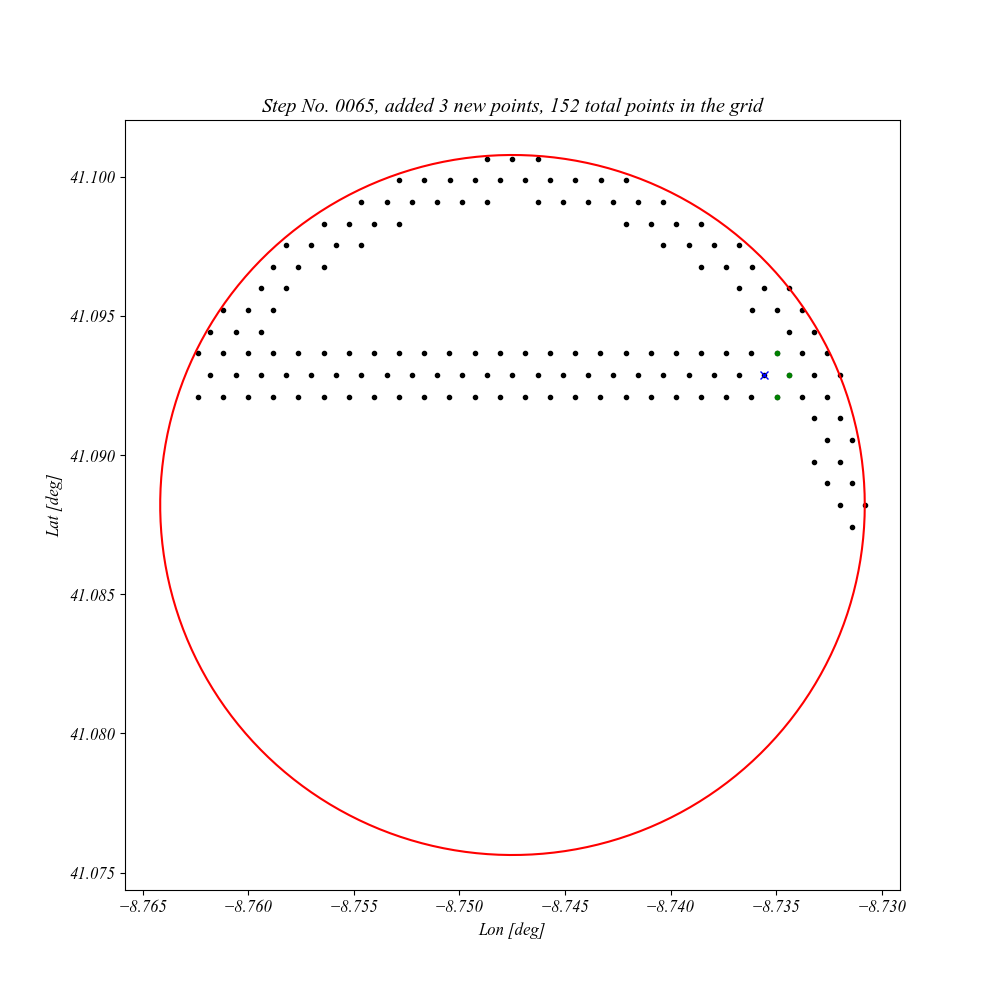 Step No. 0065, added 3 new points, 152 total points in the grid
41.100
41.095
41.090
41.085
41.080
41.075
Lat [deg]
−8.765 −8.760 −8.755 −8.750 −8.745 −8.740 −8.735 −8.730
Lon [deg]